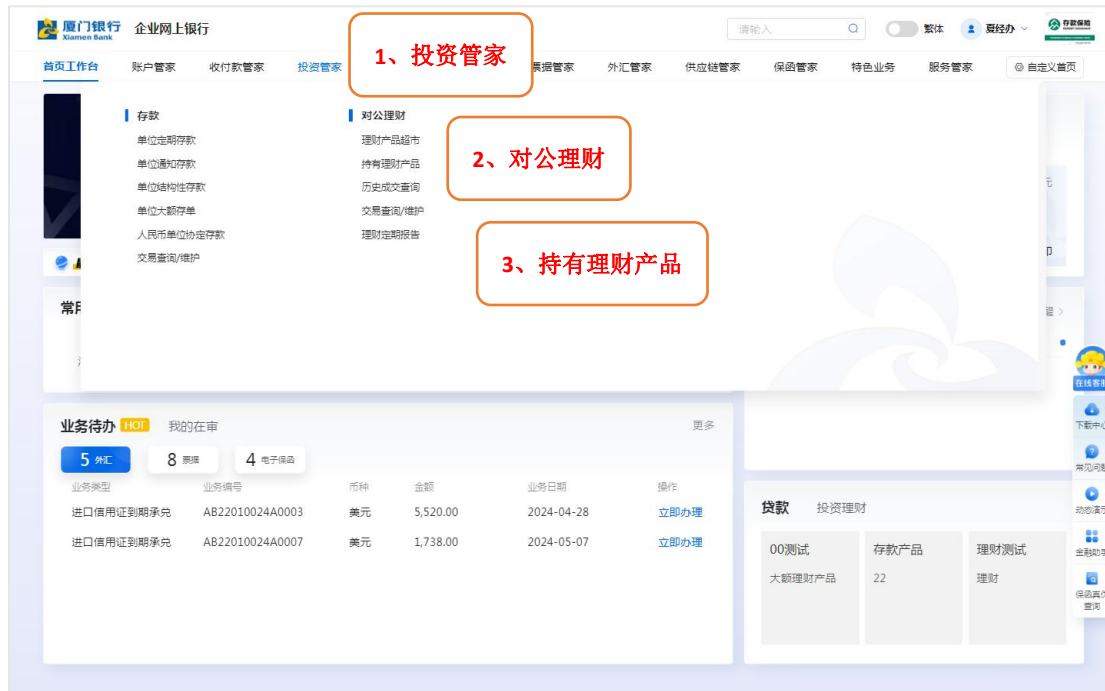 厦门银行 企业网上银行
Xiamen Bank
请输入
繁体
夏经办
存款保险
首页工作台 账户管家 收付款管家 投资管家 票据管家 外汇管家 供应链管家 保函管家 特色业务 服务管家 自定义首页
1、投资管家
存款
单位定期存款
单位通知存款
单位结构性存款
单位大额存单
人民币单位协定存款
交易查询/维护
对公理财
理财产品超市
持有理财产品
历史成交查询
交易查询/维护
理财定期报告
2、对公理财
3、持有理财产品
元
常用
业务待办 HOT 我的在审 更多
5 外汇 8 票据 4 电子保函
业务类型 业务编号 币种 金额 业务日期 操作
进口信用证到期承兑 AB22010024A0003 美元 5,520.00 2024-04-28 立即办理
进口信用证到期承兑 AB22010024A0007 美元 1,738.00 2024-05-07 立即办理
贷款 投资理财
00测试 存款产品 理财测试
大额理财产品 22 理财
在线客服
下载中心
常见问题
动态演示
金融助手
保函真伪
查询